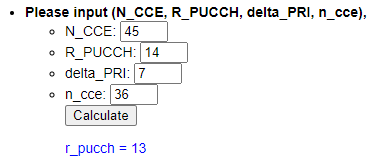 Please input (N_CCE, R_PUCCH, delta_PRI, n_cce),
N_CCE: 45
R_PUCCH: 14
delta_PRI: 7
n_cce: 36
Calculate
r_pucch = 13